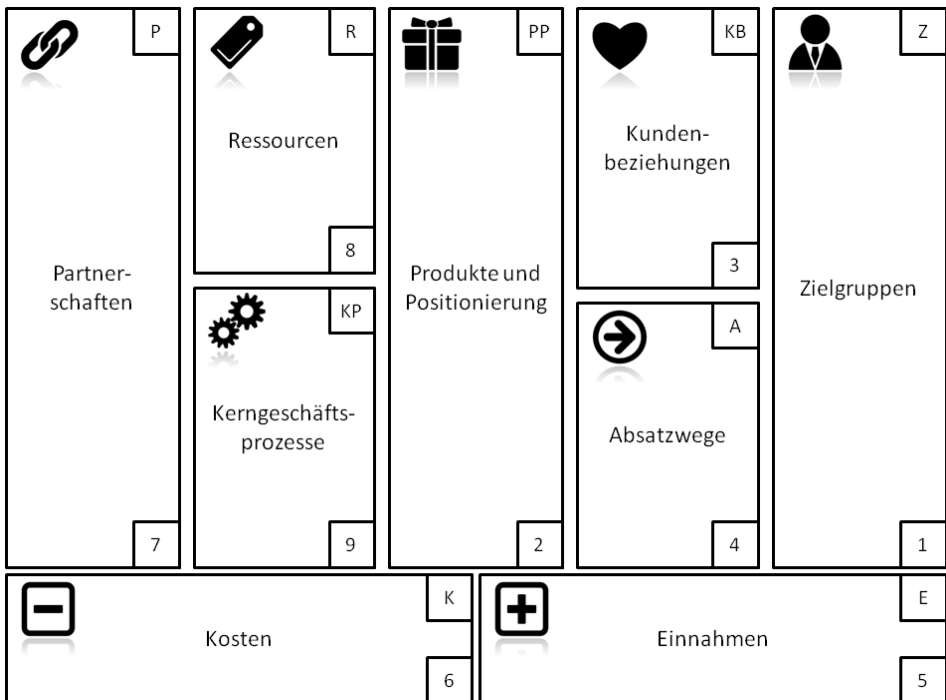 P
Partner-
schaften
7
R
Ressourcen
8
KP
Kerngeschäfts-
prozesse
9
PP
Produkte und
Positionierung
2
KB
Kunden-
beziehungen
3
A
Absatzwege
4
Z
Zielgruppen
1
K
Kosten
6
E
Einnahmen
5